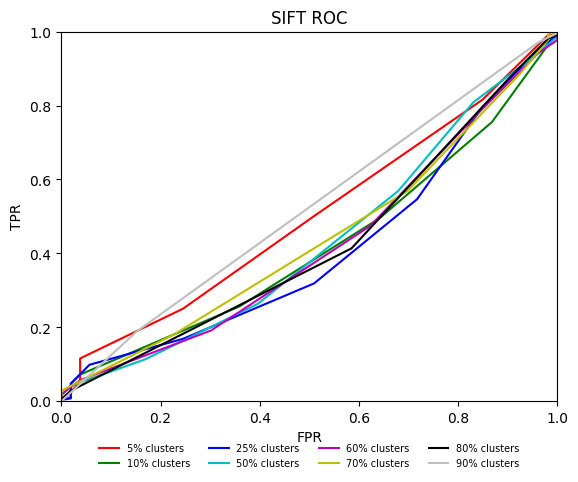 SIFT ROC
1.0
0.8
0.6
0.4
0.2
0.0
TPR
0.0 0.2 0.4 0.6 0.8 1.0
FPR
5% clusters 25% clusters 60% clusters 80% clusters
10% clusters 50% clusters 70% clusters 90% clusters